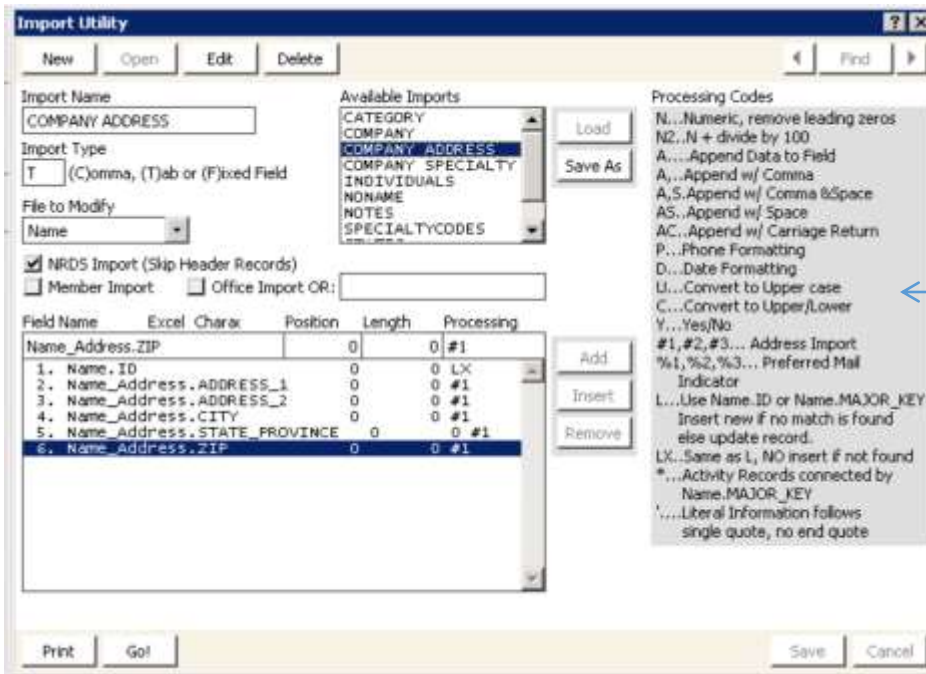 Import Utility
New Open Edit Delete Find
Import Name
COMPANY ADDRESS
Import Type
T (C)omma, (T)ab or (F)ixed Field
File to Modify
Name
NRDS Import (Skip Header Records)
Member Import Office Import OR:
Available Imports
CATEGORY
COMPANY
COMPANY ADDRESS
COMPANY SPECIALTY
INDIVIDUALS
NONAME
NOTES
SPECIALTYCODES
Load
Save As
Field Name Excel Charac Position Length Processing
Name_Address.ZIP 0 0 #1
1. Name.ID 0 0 LX
2. Name_Address.ADDRESS_1 0 0 #1
3. Name_Address.ADDRESS_2 0 0 #1
4. Name_Address.CITY 0 0 #1
5. Name_Address.STATE_PROVINCE 0 0 #1
6. Name_Address.ZIP 0 0 #1
Add
Insert
Remove
Processing Codes
N...Numeric, remove leading zeros
N2..N + divide by 100
A....Append Data to Field
A,...Append w/ Comma
A,S.Append w/ Comma &Space
AS..Append w/ Space
AC..Append w/ Carriage Return
P...Phone Formatting
D...Date Formatting
U...Convert to Upper case
C...Convert to Upper/Lower
Y...Yes/No
#1,#2,#3... Address Import
%1,%2,%3... Preferred Mail
Indicator
L...Use Name.ID or Name.MAJOR_KEY
Insert new if no match is found
else update record.
LX..Same as L, NO insert if not found
*...Activity Records connected by
Name.MAJOR_KEY
'....Literal Information follows
single quote, no end quote
Print Go! Save Cancel